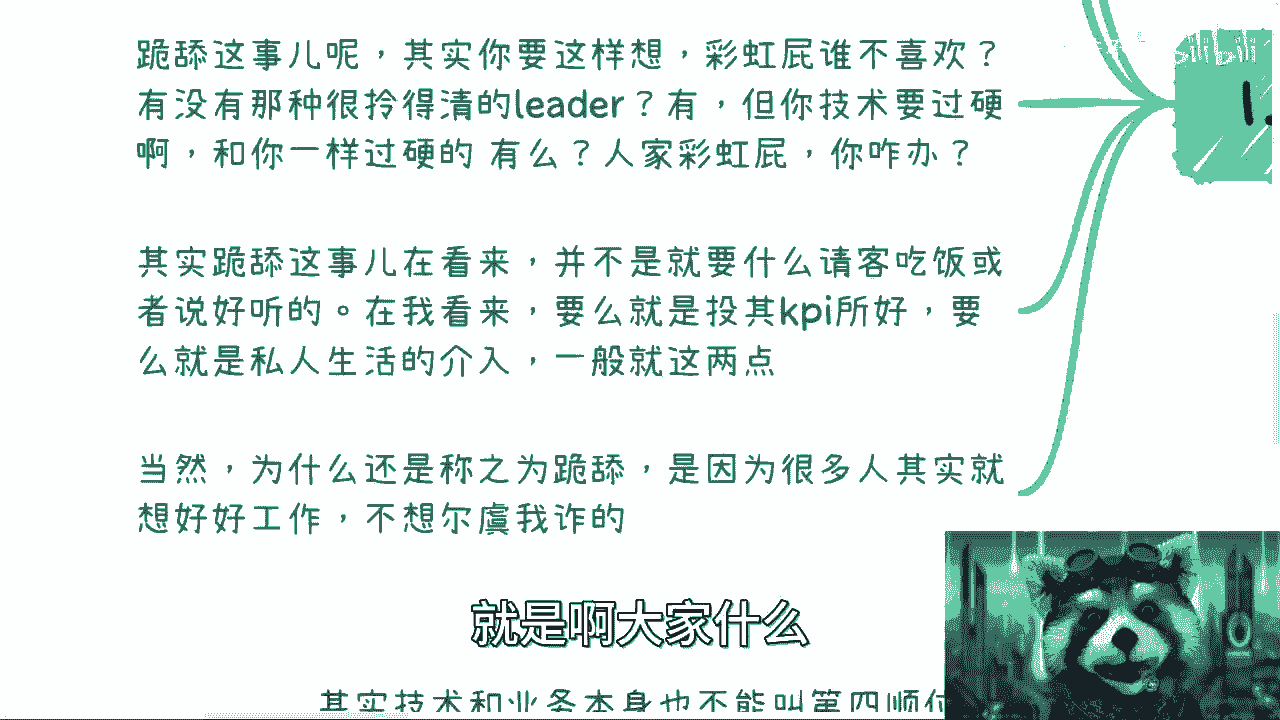 跪舔这事儿呢，其实你要这样想，彩虹屁谁不喜欢？
有没有那种很拎得清的leader？有，但你技术要过硬
啊，和你一样过硬的 有么？人家彩虹屁，你咋办？
其实跪舔这事儿在看来，并不是就要什么请客吃饭或
者说好听的。在我看来，要么就是投其kpi所好，要
么就是私人生活的介入，一般就这两点
当然，为什么还是称之为跪舔，是因为很多人其实就
想好好工作，不想尔虞我诈的
就是啊大家什么
其实技术和业务本身也不能叫第四顺位
bilibili